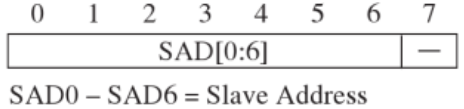 0 1 2 3 4 5 6 7
SAD[0:6] —
SAD0 – SAD6 = Slave Address